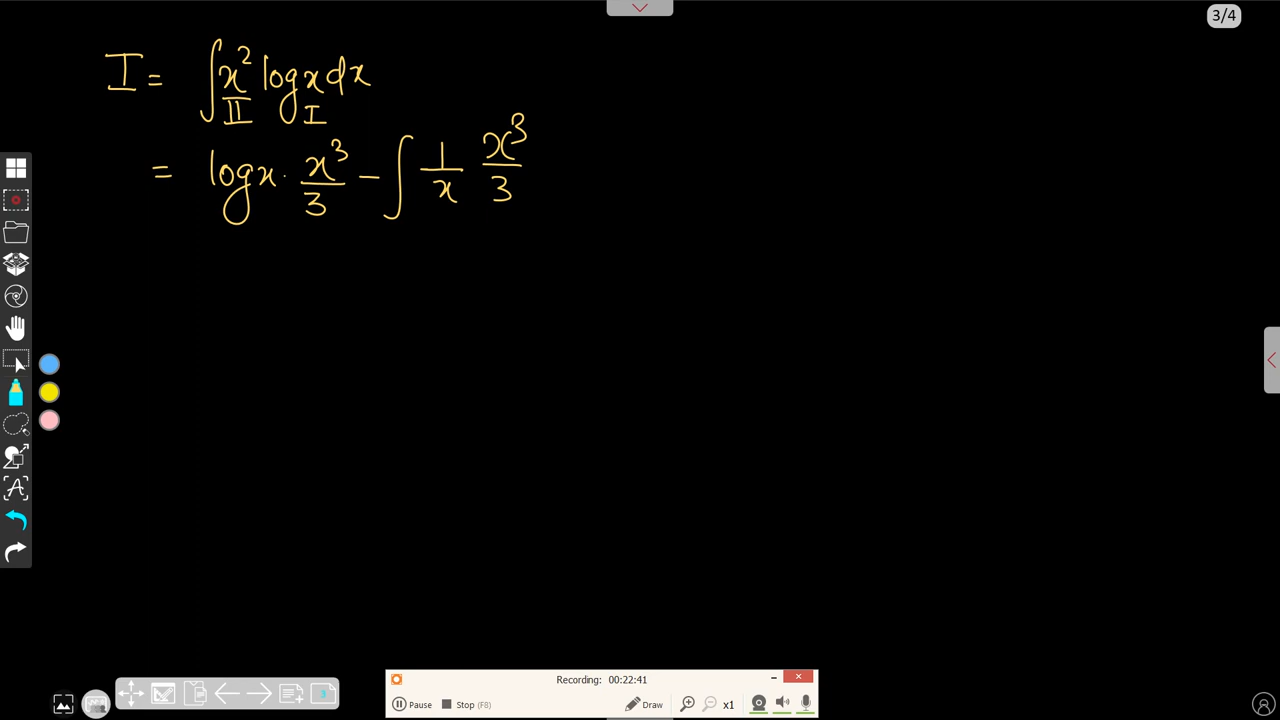 3/4
I = ∫ x² log x dx
II I
= log x · x³/3 − ∫ 1/x x³/3
3
Recording: 00:22:41
Pause Stop (F8) Draw x1